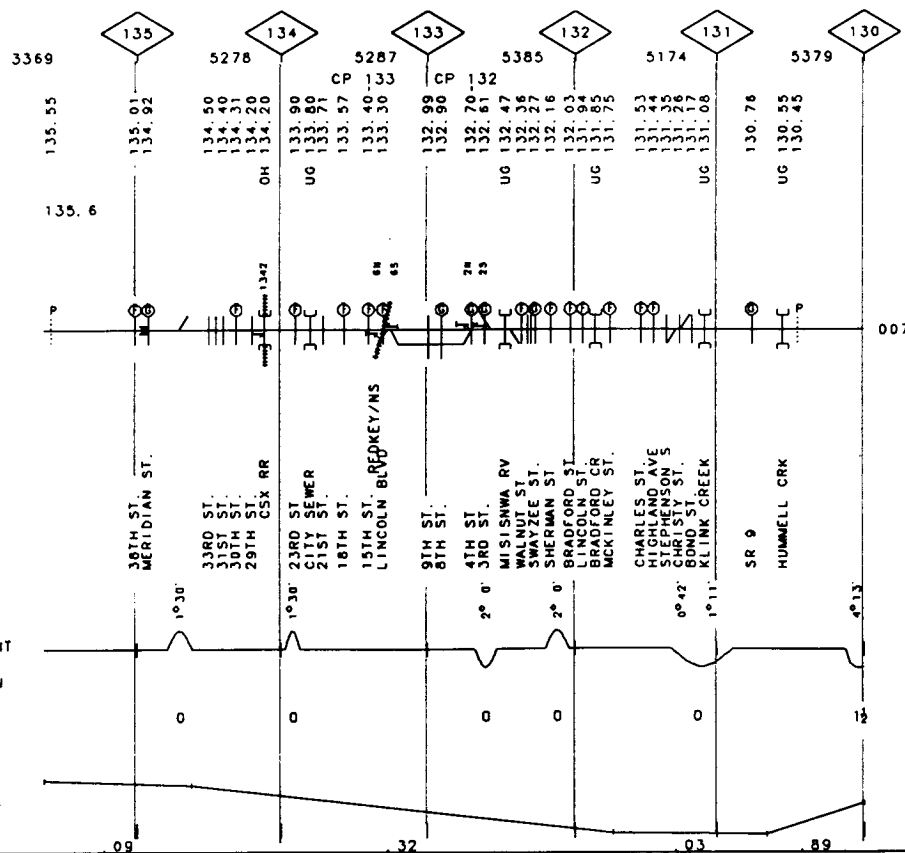 135 134 133 132 131 130
3369 5278 5287 5385 5174 5379
CP 133 CP 132
135.55
135.01
134.92
134.50
134.40
134.31
134.20
134.20 OH
133.90
133.80 UG
133.71
133.57
133.40
133.30
132.99
132.90
132.70
132.61
132.47 UG
132.36
132.27
132.16
132.03
131.94
131.85 UG
131.75
131.53
131.44
131.35
131.26
131.17
131.08 UG
130.76
130.55 UG
130.45
135.6
1342
6N 6S
2N 2S
P F G F F F F F G G G F F G F F F F F F G P
007
38TH ST.
MERIDIAN ST.
33RD ST.
31ST ST.
30TH ST.
29TH ST.
CSX RR
23RD ST.
CITY SEWER
21ST ST.
18TH ST.
15TH ST.
REDKEY/NS
LINCOLN BLVD
9TH ST.
8TH ST.
4TH ST
3RD ST.
MISISNWA RV
WALNUT ST
SWAYZEE ST.
SHERMAN ST
BRADFORD ST.
LINCOLN ST.
BRADFORD CR
MCKINLEY ST.
CHARLES ST.
HIGHLAND AVE
STEPHENSON S
CHRISTY ST.
BOND ST.
KLINK CREEK
SR 9
HUMMELL CRK
1°30' 1°30' 2° 0' 2° 0' 0°42' 1°11' 4°13'
0 0 0 0 0 1½
.09 .32 .03 .89